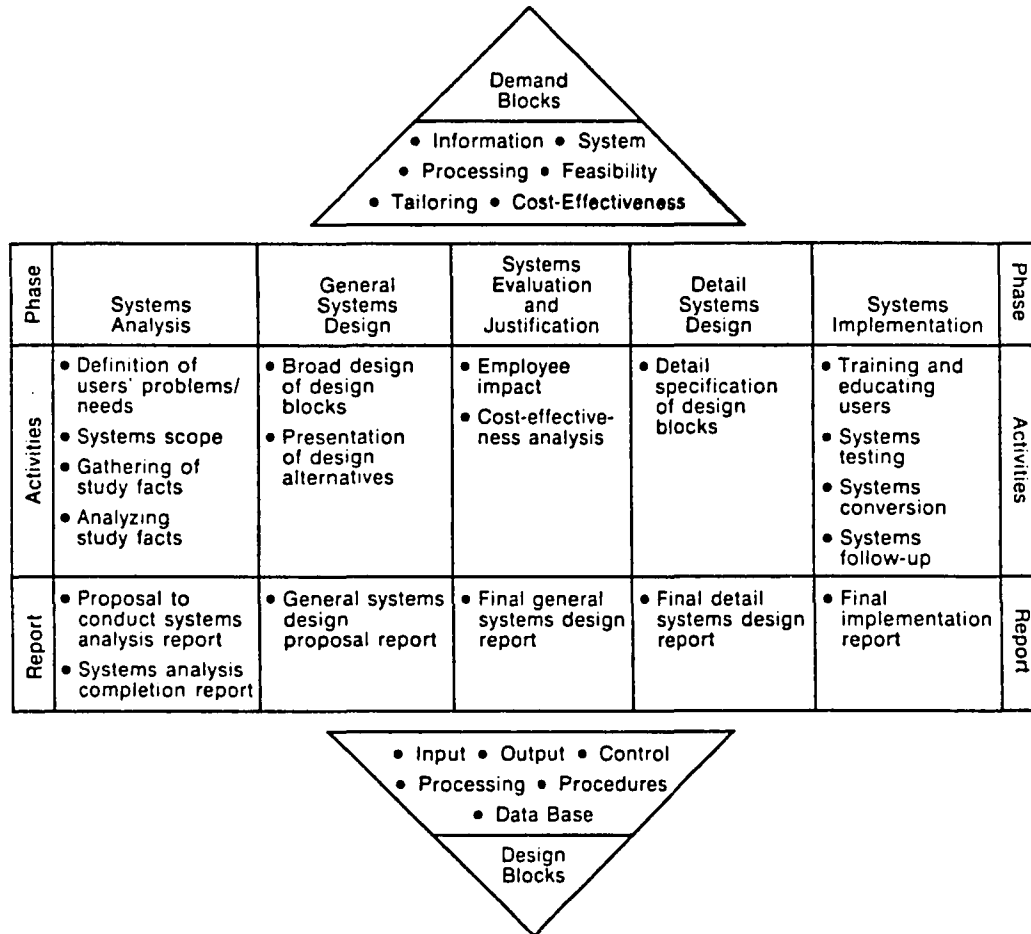 Demand
Blocks
• Information • System
• Processing • Feasibility
• Tailoring • Cost-Effectiveness
Phase
Systems
Analysis
General
Systems
Design
Systems
Evaluation
and
Justification
Detail
Systems
Design
Systems
Implementation
Phase
Activities
• Definition of
users' problems/
needs
• Systems scope
• Gathering of
study facts
• Analyzing
study facts
• Broad design
of design
blocks
• Presentation
of design
alternatives
• Employee
impact
• Cost-effective-
ness analysis
• Detail
specification
of design
blocks
• Training and
educating
users
• Systems
testing
• Systems
conversion
• Systems
follow-up
Activities
Report
• Proposal to
conduct systems
analysis report
• Systems analysis
completion report
• General systems
design
proposal report
• Final general
systems design
report
• Final detail
systems design
report
• Final
implementation
report
Report
• Input • Output • Control
• Processing • Procedures
• Data Base
Design
Blocks